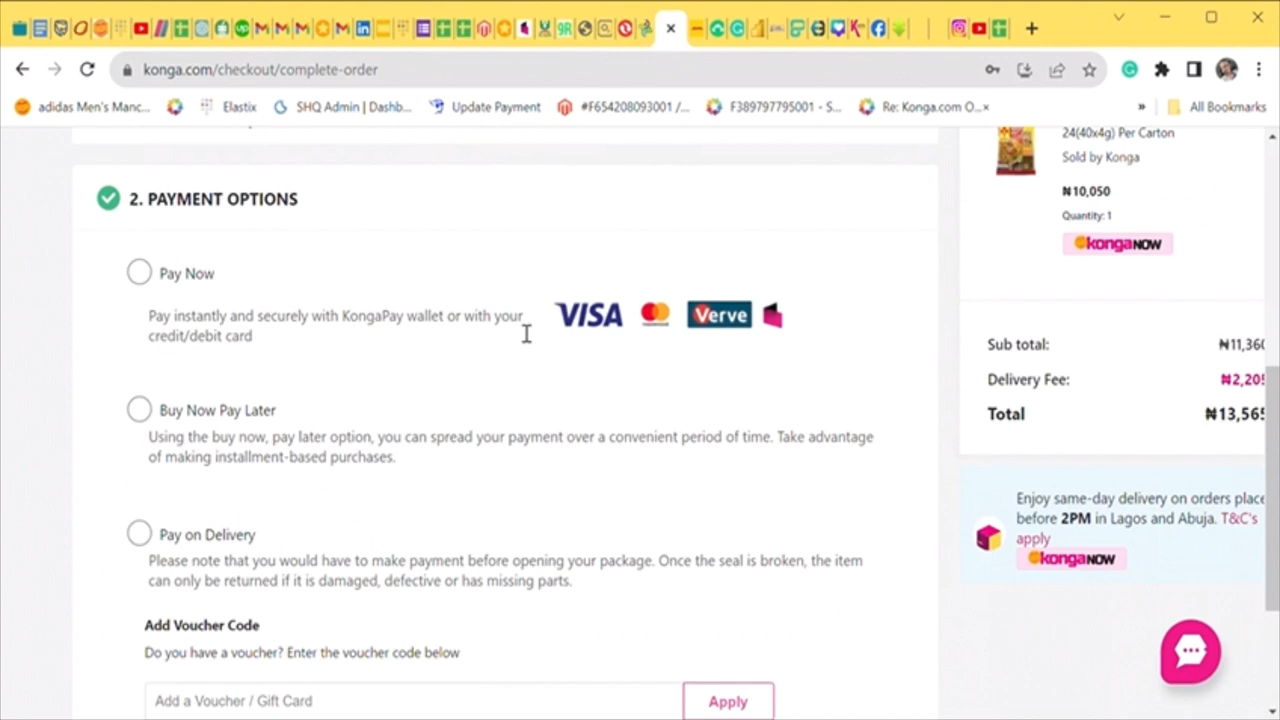 konga.com/checkout/complete-order
adidas Men's Manc...
Elastix
SHQ Admin | Dashb...
Update Payment
#F654208093001 /...
F389797795001 - S...
Re: Konga.com O...
»
All Bookmarks
2. PAYMENT OPTIONS
Pay Now
Pay instantly and securely with KongaPay wallet or with your
credit/debit card
VISA
Verve
Buy Now Pay Later
Using the buy now, pay later option, you can spread your payment over a convenient period of time. Take advantage
of making installment-based purchases.
Pay on Delivery
Please note that you would have to make payment before opening your package. Once the seal is broken, the item
can only be returned if it is damaged, defective or has missing parts.
Add Voucher Code
Do you have a voucher? Enter the voucher code below
Add a Voucher / Gift Card
Apply
24(40x4g) Per Carton
Sold by Konga
₦10,050
Quantity: 1
konga NOW
Sub total: ₦11,360
Delivery Fee: ₦2,205
Total ₦13,565
Enjoy same-day delivery on orders place
before 2PM in Lagos and Abuja. T&C's
apply
konga NOW